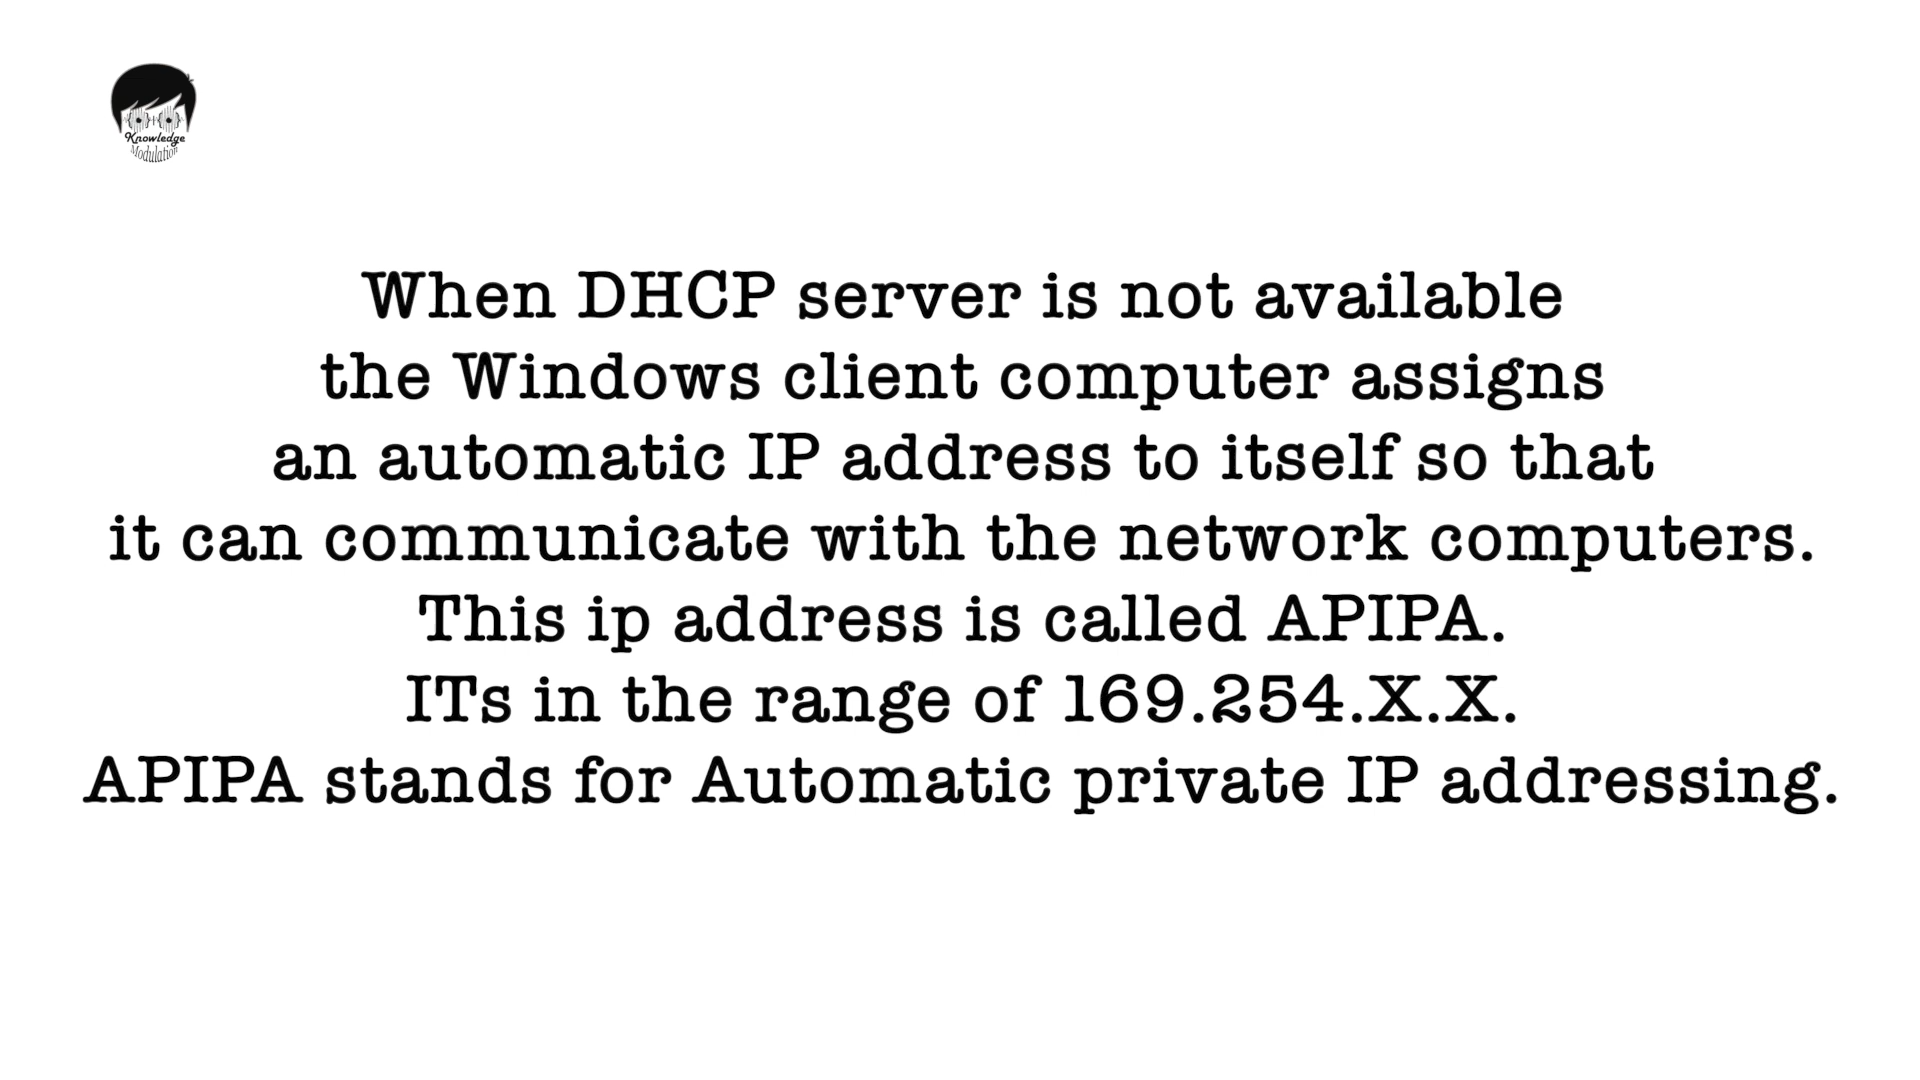 Knowledge
Modulation
When DHCP server is not available
the Windows client computer assigns
an automatic IP address to itself so that
it can communicate with the network computers.
This ip address is called APIPA.
ITs in the range of 169.254.X.X.
APIPA stands for Automatic private IP addressing.